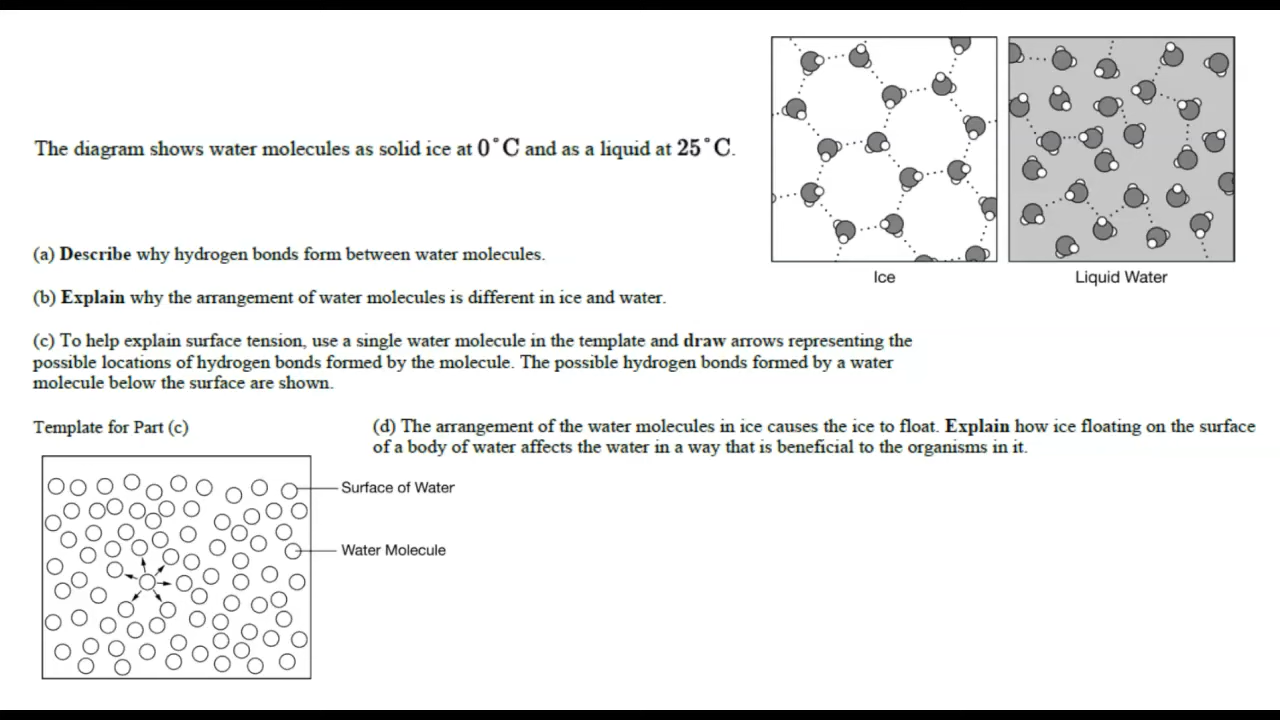 The diagram shows water molecules as solid ice at 0°C and as a liquid at 25°C.
Ice
Liquid Water
(a) Describe why hydrogen bonds form between water molecules.
(b) Explain why the arrangement of water molecules is different in ice and water.
(c) To help explain surface tension, use a single water molecule in the template and draw arrows representing the
possible locations of hydrogen bonds formed by the molecule. The possible hydrogen bonds formed by a water
molecule below the surface are shown.
Template for Part (c)
(d) The arrangement of the water molecules in ice causes the ice to float. Explain how ice floating on the surface
of a body of water affects the water in a way that is beneficial to the organisms in it.
Surface of Water
Water Molecule